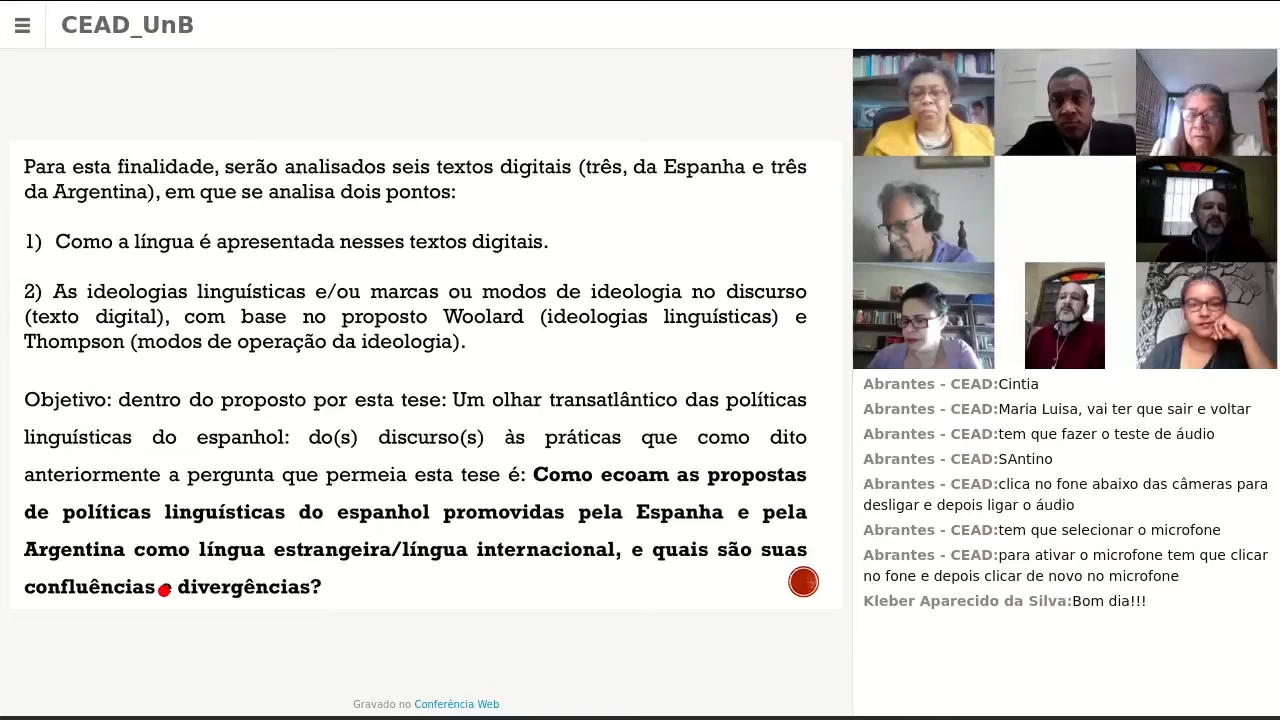 CEAD_UnB
Para esta finalidade, serão analisados seis textos digitais (três, da Espanha e três
da Argentina), em que se analisa dois pontos:
1) Como a língua é apresentada nesses textos digitais.
2) As ideologias linguísticas e/ou marcas ou modos de ideologia no discurso
(texto digital), com base no proposto Woolard (ideologias linguísticas) e
Thompson (modos de operação da ideologia).
Objetivo: dentro do proposto por esta tese: Um olhar transatlântico das políticas
linguísticas do espanhol: do(s) discurso(s) às práticas que como dito
anteriormente a pergunta que permeia esta tese é: Como ecoam as propostas
de políticas linguísticas do espanhol promovidas pela Espanha e pela
Argentina como língua estrangeira/língua internacional, e quais são suas
confluências e divergências?
Gravado no Conferência Web
Abrantes - CEAD:Cintia
Abrantes - CEAD:Maria Luisa, vai ter que sair e voltar
Abrantes - CEAD:tem que fazer o teste de áudio
Abrantes - CEAD:SAntino
Abrantes - CEAD:clica no fone abaixo das câmeras para
desligar e depois ligar o áudio
Abrantes - CEAD:tem que selecionar o microfone
Abrantes - CEAD:para ativar o microfone tem que clicar
no fone e depois clicar de novo no microfone
Kleber Aparecido da Silva:Bom dia!!!